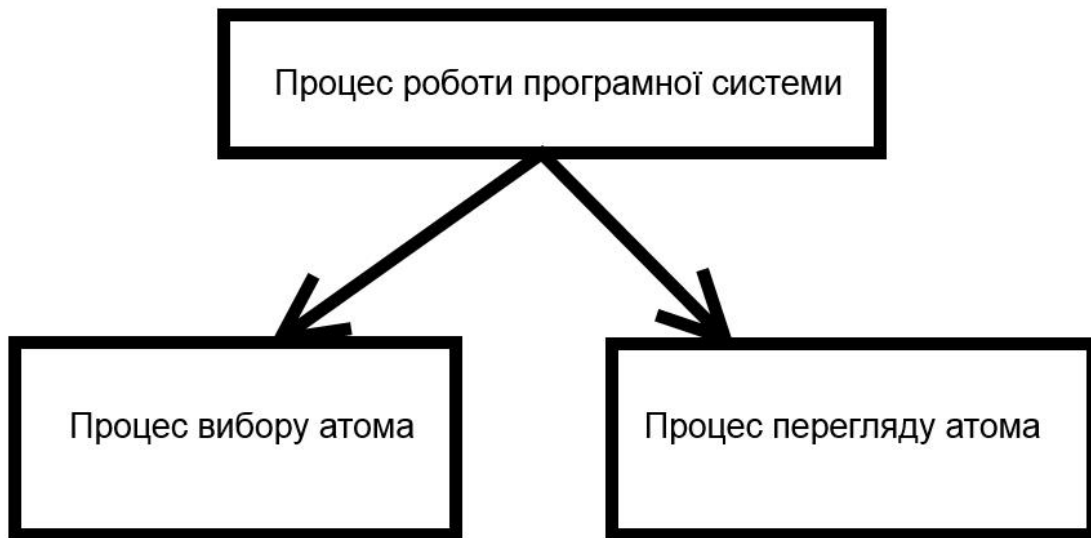 Процес роботи програмної системи
Процес вибору атома
Процес перегляду атома